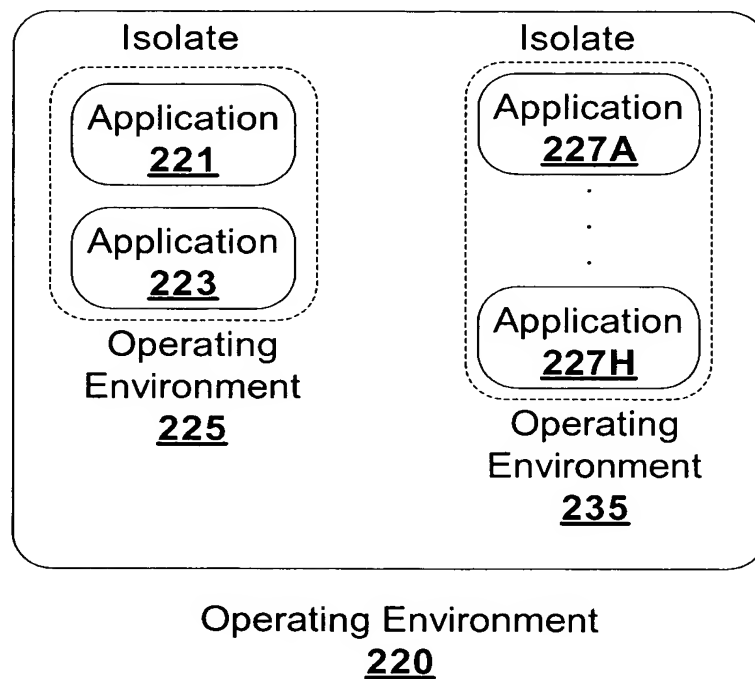 Isolate
Application
221
Application
223
Operating
Environment
225
Isolate
Application
227A
.
.
.
Application
227H
Operating
Environment
235
Operating Environment
220